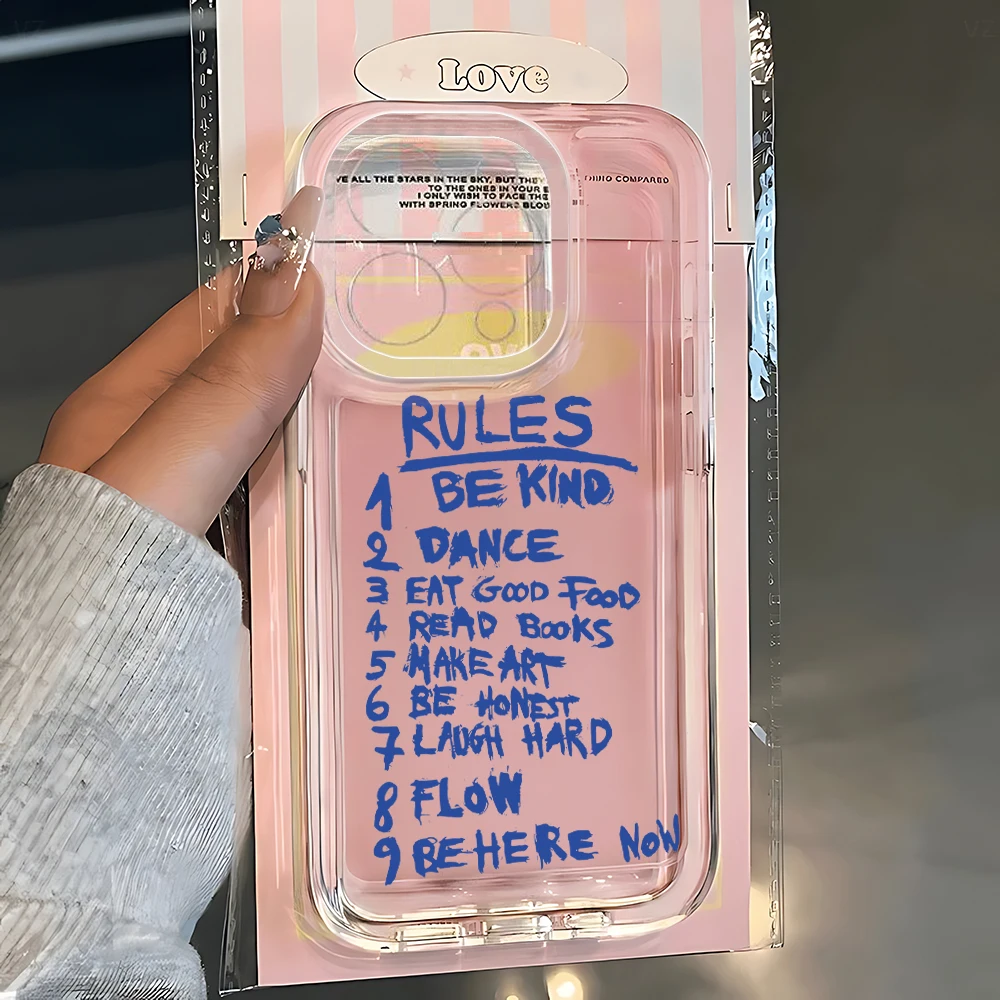 Love
VE ALL THE STARS IN THE SKY, BUT THEY
THING COMPARED
TO THE ONES IN YOUR
I ONLY WISH TO FACE THE
WITH SPRING FLOWERS
RULES
1 BE KIND
2 DANCE
3 EAT GOOD FOOD
4 READ BOOKS
5 MAKE ART
6 BE HONEST
7 LAUGH HARD
8 FLOW
9 BE HERE NOW